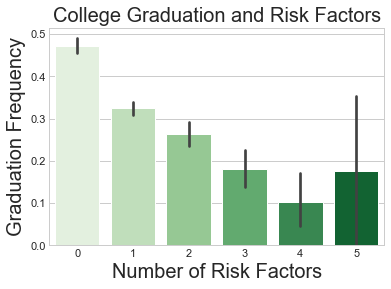 College Graduation and Risk Factors
Graduation Frequency
0.5
0.4
0.3
0.2
0.1
0.0
0 1 2 3 4 5
Number of Risk Factors